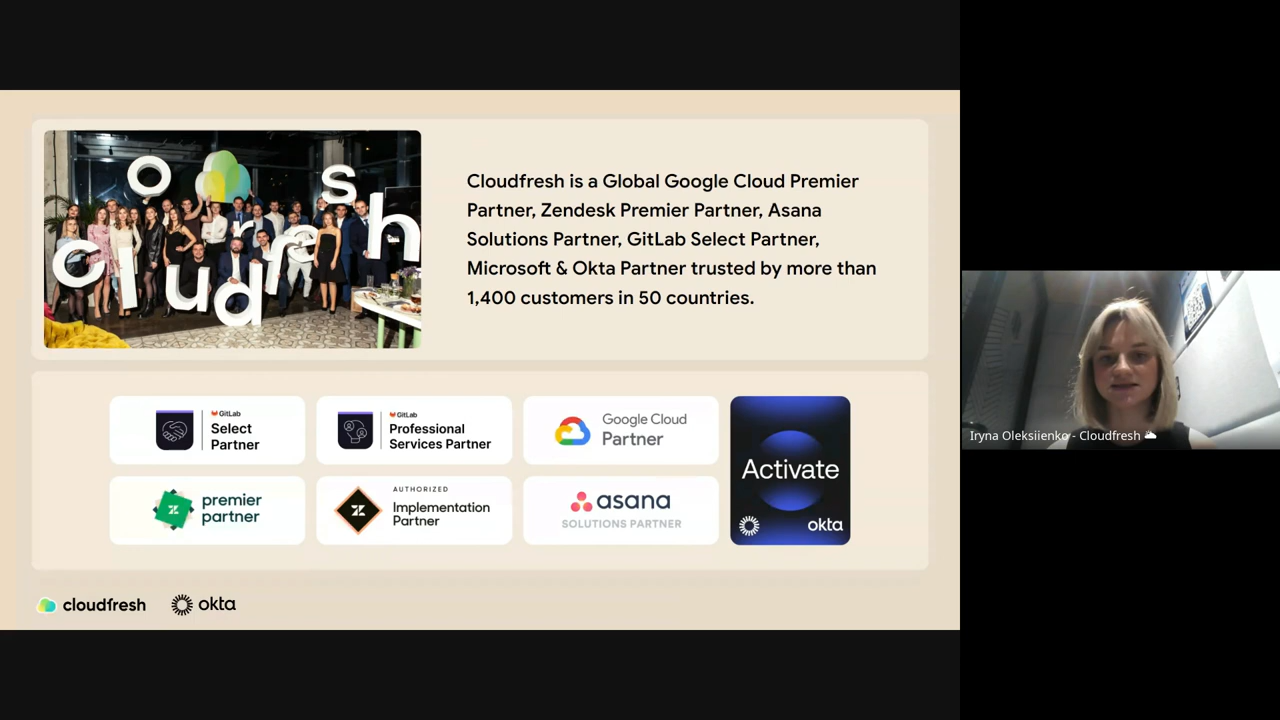 cloudfresh
Cloudfresh is a Global Google Cloud Premier
Partner, Zendesk Premier Partner, Asana
Solutions Partner, GitLab Select Partner,
Microsoft & Okta Partner trusted by more than
1,400 customers in 50 countries.
GitLab
Select
Partner
GitLab
Professional
Services Partner
Google Cloud
Partner
Activate
okta
premier
partner
AUTHORIZED
Implementation
Partner
asana
SOLUTIONS PARTNER
cloudfresh
okta
Iryna Oleksiienko - Cloudfresh